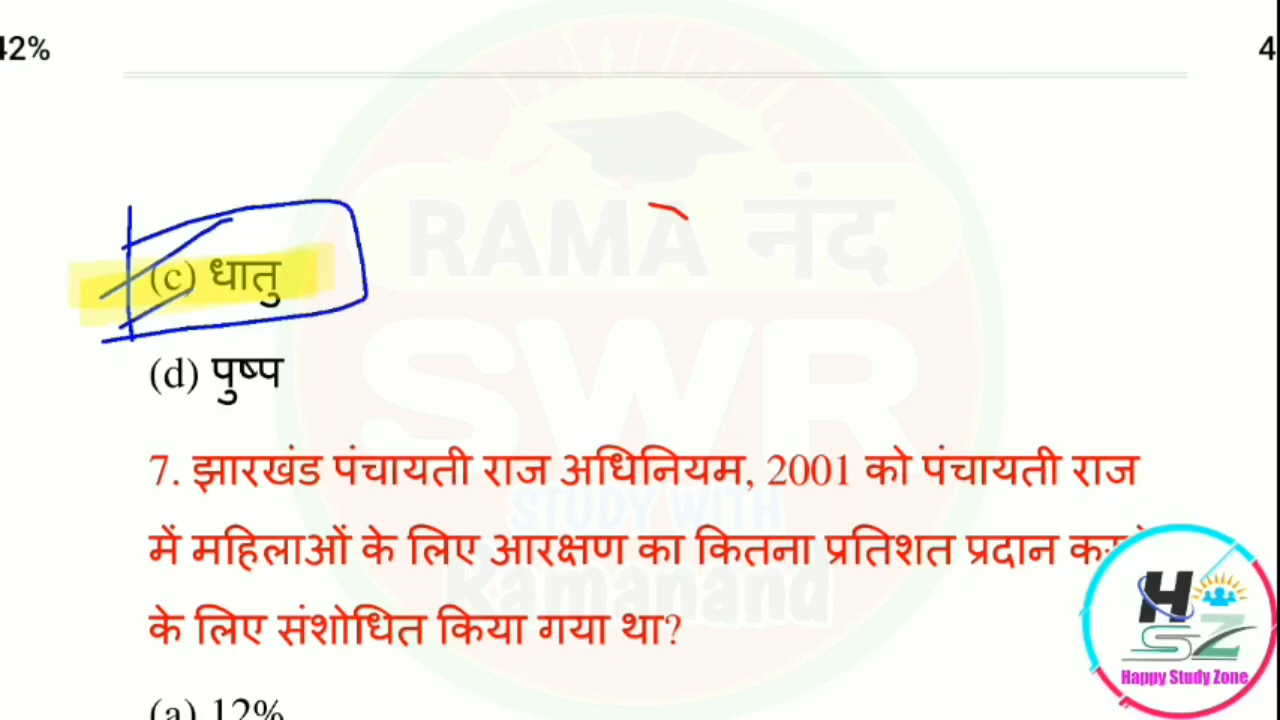 42%
4
RAMA नंद
(c) धातु
SWR
(d) पुष्प
7. झारखंड पंचायती राज अधिनियम, 2001 को पंचायती राज
STUDY WITH
में महिलाओं के लिए आरक्षण का कितना प्रतिशत प्रदान
Ramanand
के लिए संशोधित किया गया था?
HSZ
Happy Study Zone
(a) 12%